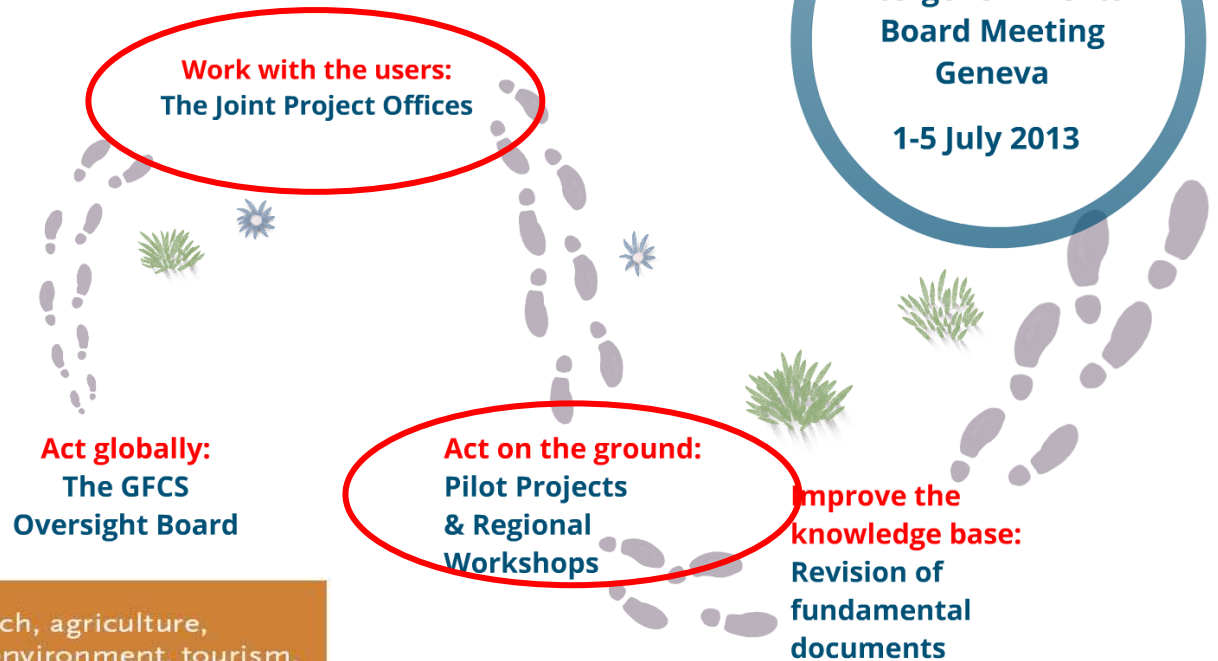 Work with the users:
The Joint Project Offices
Board Meeting
Geneva
1-5 July 2013
Act globally:
The GFCS
Oversight Board
Act on the ground:
Pilot Projects
& Regional
Workshops
Improve the
knowledge base:
Revision of
fundamental
documents
ch, agriculture,
environment, tourism,